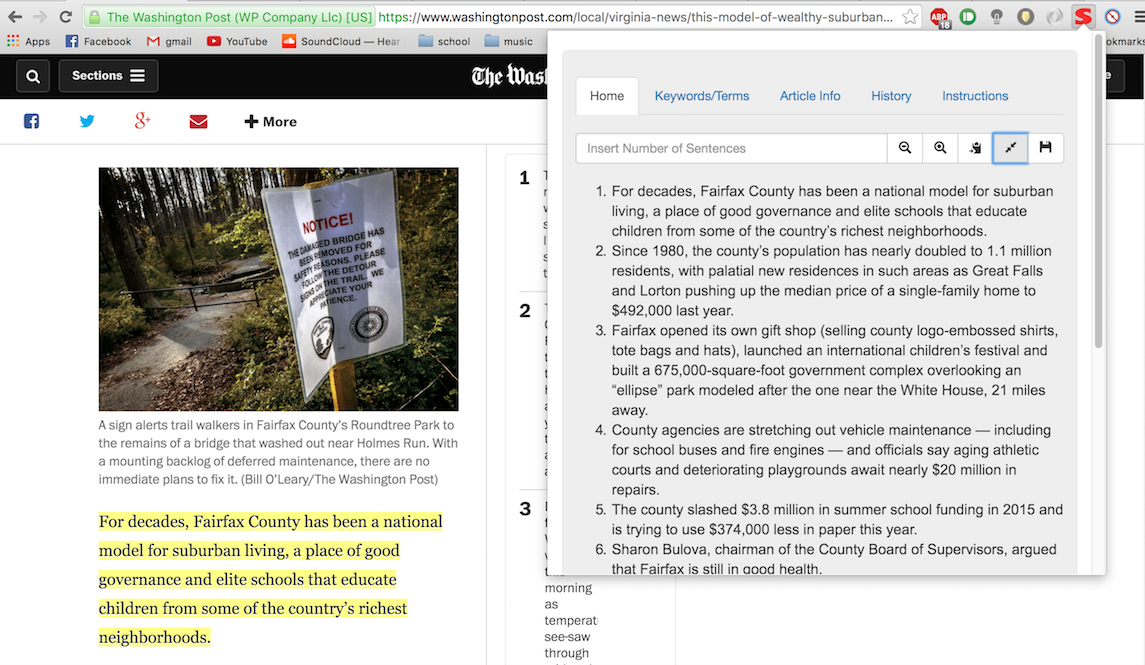 The Washington Post (WP Company Llc) [US] https://www.washingtonpost.com/local/virginia-news/this-model-of-wealthy-suburban...
ABP
18
S
Apps Facebook gmail YouTube SoundCloud — Hear school music
Sections
The Was
More
Home Keywords/Terms Article Info History Instructions
Insert Number of Sentences
1. For decades, Fairfax County has been a national model for suburban
living, a place of good governance and elite schools that educate
children from some of the country's richest neighborhoods.
2. Since 1980, the county's population has nearly doubled to 1.1 million
residents, with palatial new residences in such areas as Great Falls
and Lorton pushing up the median price of a single-family home to
$492,000 last year.
3. Fairfax opened its own gift shop (selling county logo-embossed shirts,
tote bags and hats), launched an international children's festival and
built a 675,000-square-foot government complex overlooking an
"ellipse" park modeled after the one near the White House, 21 miles
away.
4. County agencies are stretching out vehicle maintenance — including
for school buses and fire engines — and officials say aging athletic
courts and deteriorating playgrounds await nearly $20 million in
repairs.
5. The county slashed $3.8 million in summer school funding in 2015 and
is trying to use $374,000 less in paper this year.
6. Sharon Bulova, chairman of the County Board of Supervisors, argued
that Fairfax is still in good health.
NOTICE!
THE DAMAGED BRIDGE HAS
BEEN REMOVED FOR
SAFETY REASONS. PLEASE
FOLLOW THE DETOUR
SIGNS ON THE TRAIL. WE
APPRECIATE YOUR
PATIENCE.
A sign alerts trail walkers in Fairfax County's Roundtree Park to
the remains of a bridge that washed out near Holmes Run. With
a mounting backlog of deferred maintenance, there are no
immediate plans to fix it. (Bill O'Leary/The Washington Post)
For decades, Fairfax County has been a national
model for suburban living, a place of good
governance and elite schools that educate
children from some of the country's richest
neighborhoods.
1
2
3
morning
as
temperat
see-saw
through